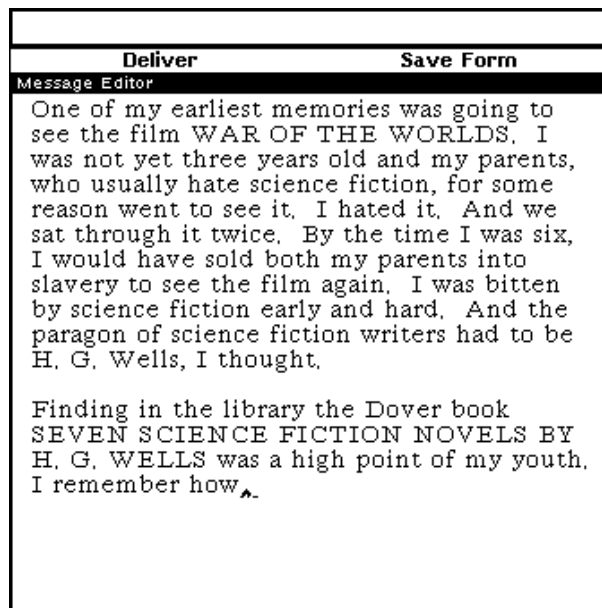 Deliver Save Form
Message Editor
One of my earliest memories was going to
see the film WAR OF THE WORLDS. I
was not yet three years old and my parents,
who usually hate science fiction, for some
reason went to see it. I hated it. And we
sat through it twice. By the time I was six,
I would have sold both my parents into
slavery to see the film again. I was bitten
by science fiction early and hard. And the
paragon of science fiction writers had to be
H. G. Wells, I thought.
Finding in the library the Dover book
SEVEN SCIENCE FICTION NOVELS BY
H. G. WELLS was a high point of my youth.
I remember how